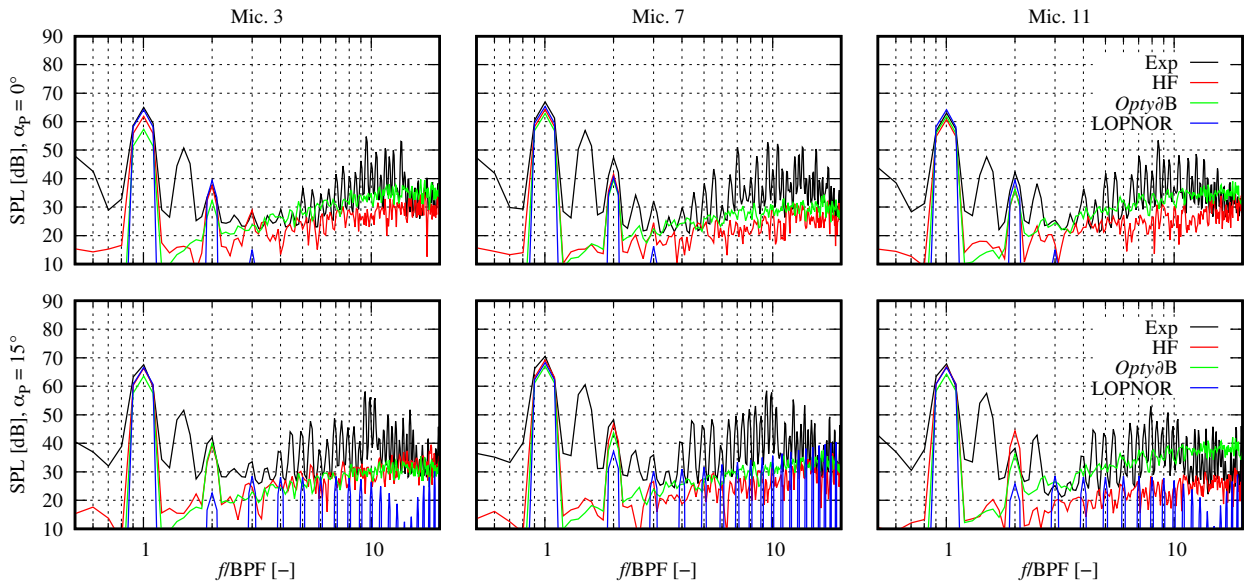 Mic. 3 Mic. 7 Mic. 11
SPL [dB], αP = 0°
90
80
70
60
50
40
30
20
10
Exp
HF
Opty∂B
LOPNOR
SPL [dB], αP = 15°
90
80
70
60
50
40
30
20
10
Exp
HF
Opty∂B
LOPNOR
1 10 1 10 1 10
f/BPF [−] f/BPF [−] f/BPF [−]